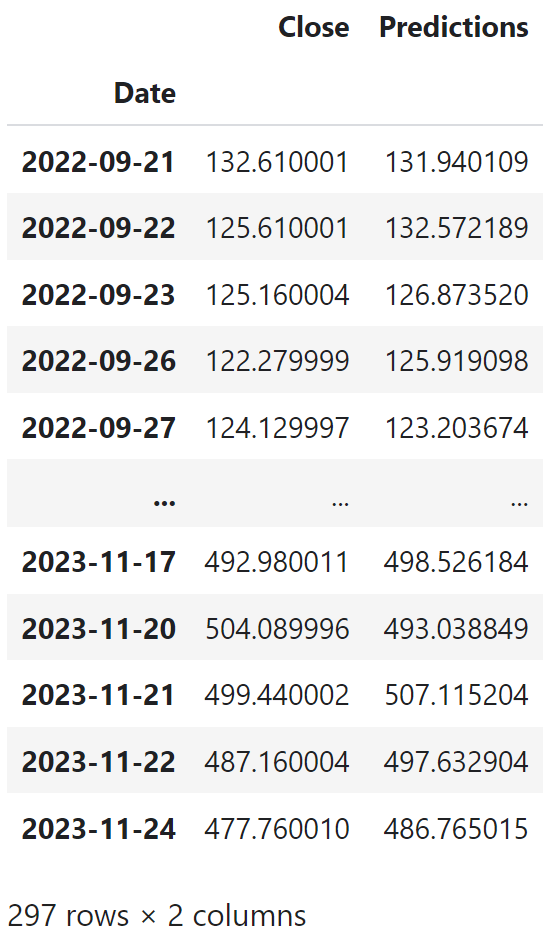 Close Predictions
Date
2022-09-21 132.610001 131.940109
2022-09-22 125.610001 132.572189
2022-09-23 125.160004 126.873520
2022-09-26 122.279999 125.919098
2022-09-27 124.129997 123.203674
... ... ...
2023-11-17 492.980011 498.526184
2023-11-20 504.089996 493.038849
2023-11-21 499.440002 507.115204
2023-11-22 487.160004 497.632904
2023-11-24 477.760010 486.765015
297 rows × 2 columns